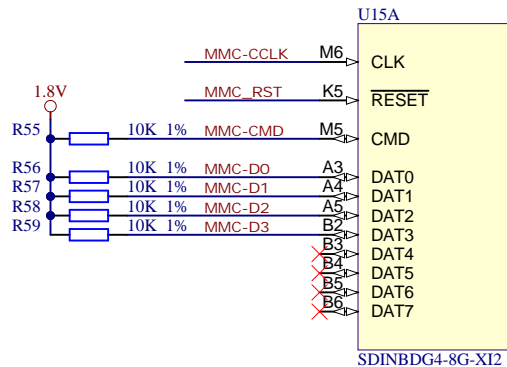 U15A
MMC-CCLK M6 CLK
MMC_RST K5 RESET
1.8V
R55 10K 1% MMC-CMD M5 CMD
R56 10K 1% MMC-D0 A3 DAT0
R57 10K 1% MMC-D1 A4 DAT1
R58 10K 1% MMC-D2 A5 DAT2
R59 10K 1% MMC-D3 B2 DAT3
B3 DAT4
B4 DAT5
B5 DAT6
B6 DAT7
SDINBDG4-8G-XI2